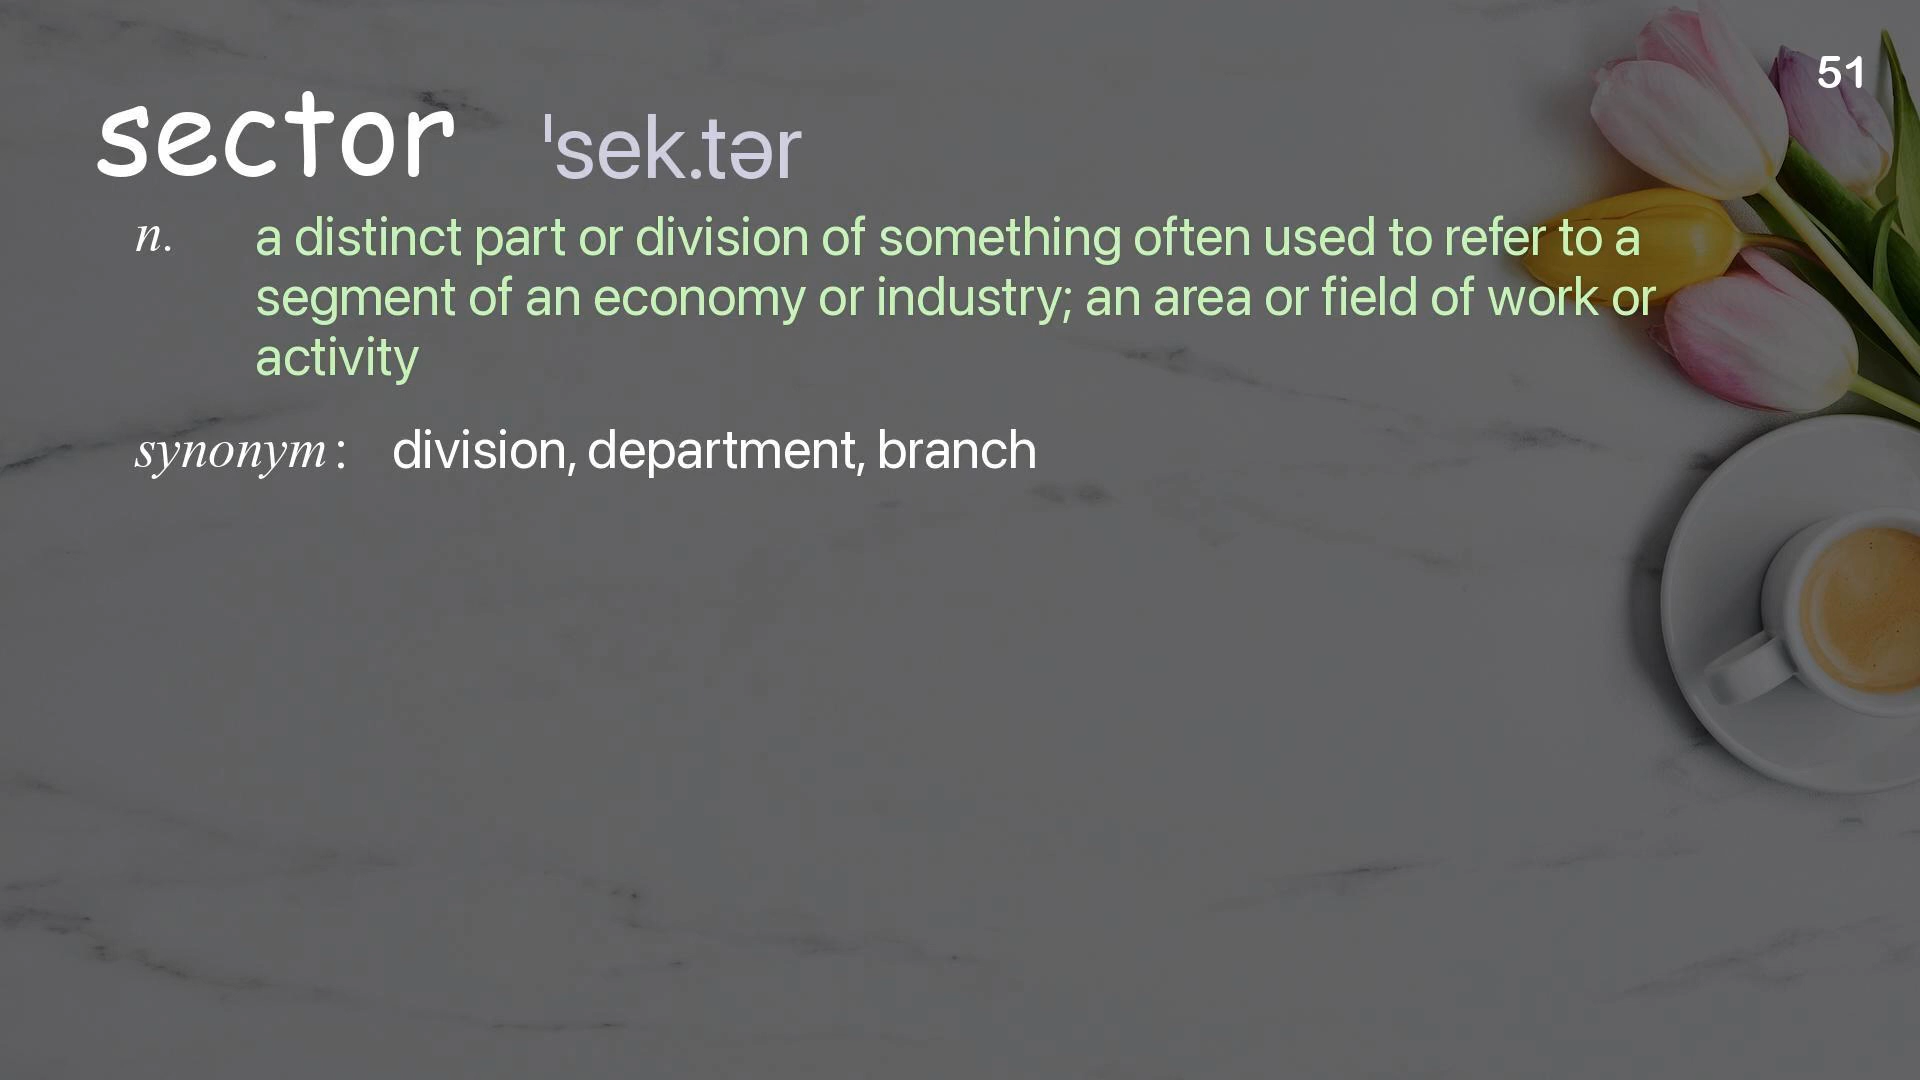 51
sector ˈsek.tər
n. a distinct part or division of something often used to refer to a
segment of an economy or industry; an area or field of work or
activity
synonym : division, department, branch